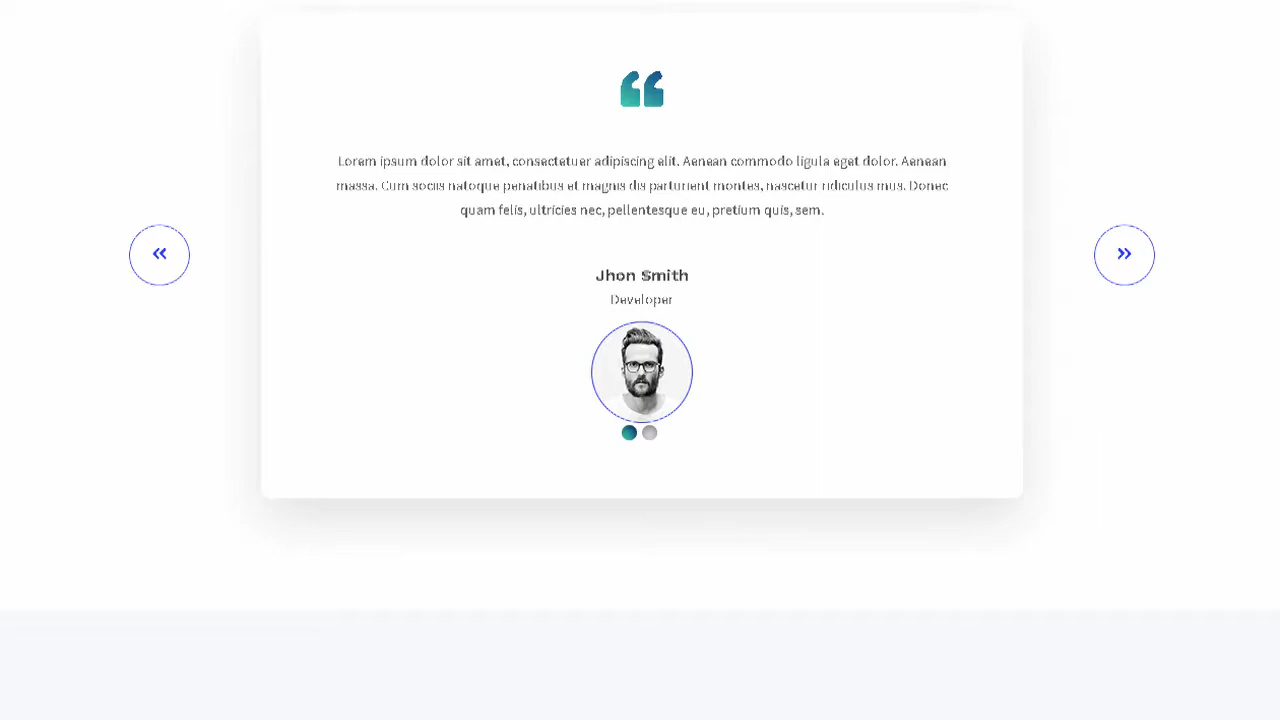 Lorem ipsum dolor sit amet, consectetuer adipiscing elit. Aenean commodo ligula eget dolor. Aenean
massa. Cum sociis natoque penatibus et magnis dis parturient montes, nascetur ridiculus mus. Donec
quam felis, ultricies nec, pellentesque eu, pretium quis, sem.
Jhon Smith
Developer